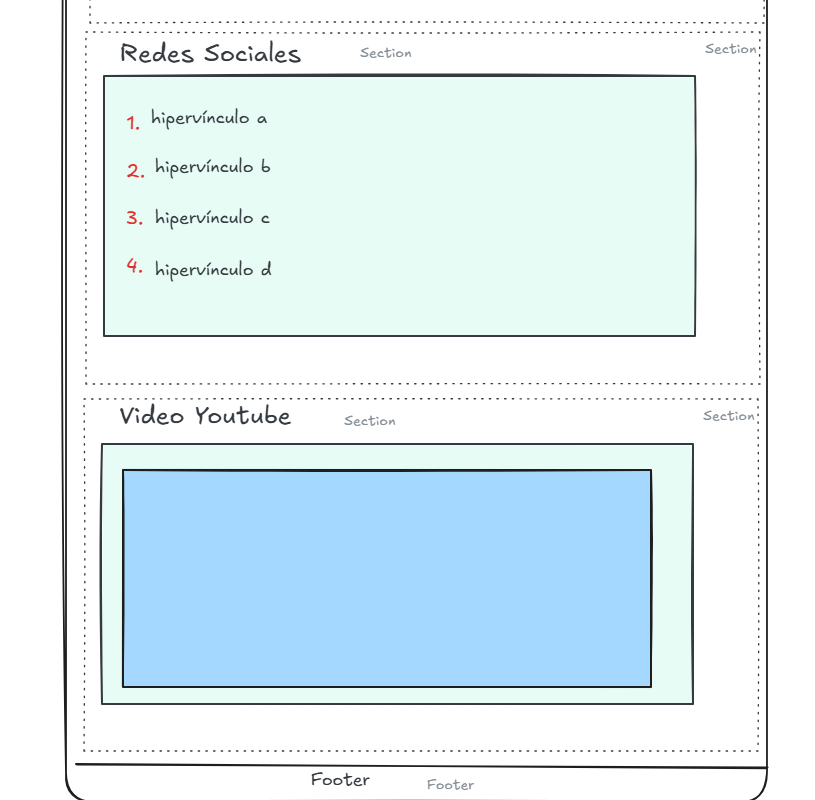 Redes Sociales Section Section
1. hipervínculo a
2. hipervínculo b
3. hipervínculo c
4. hipervínculo d
Video Youtube Section Section
Footer Footer